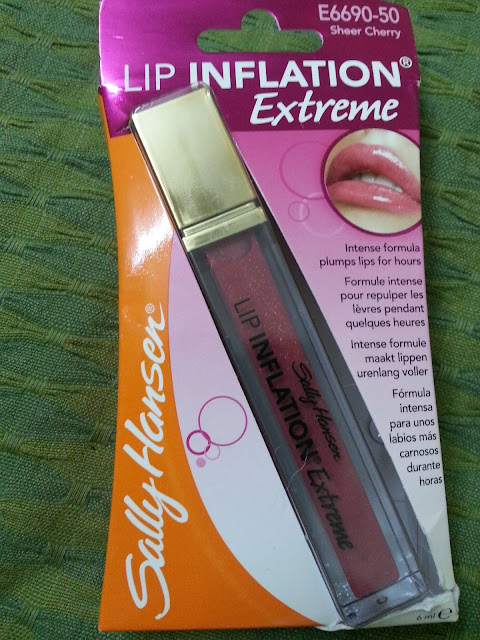 E6690-50
Sheer Cherry
LIP INFLATION®
Extreme
Intense formula
plumps lips for hours
Formule intense
pour repulper les
lèvres pendant
quelques heures
Intense formule
maakt lippen
urenlang voller
Fórmula
intensa
para unos
labios más
carnosos
durante
horas
Sally Hansen®
LIP INFLATION® Extreme
Sally Hansen
6 ml e